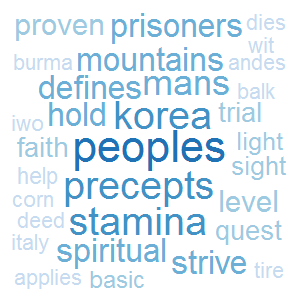 proven prisoners dies
wit
burma mountains andes
defines mans balk
hold korea trial
iwo
faith peoples light
sight
help precepts
corn level
deed stamina
quest
italy spiritual strive
tire
applies basic